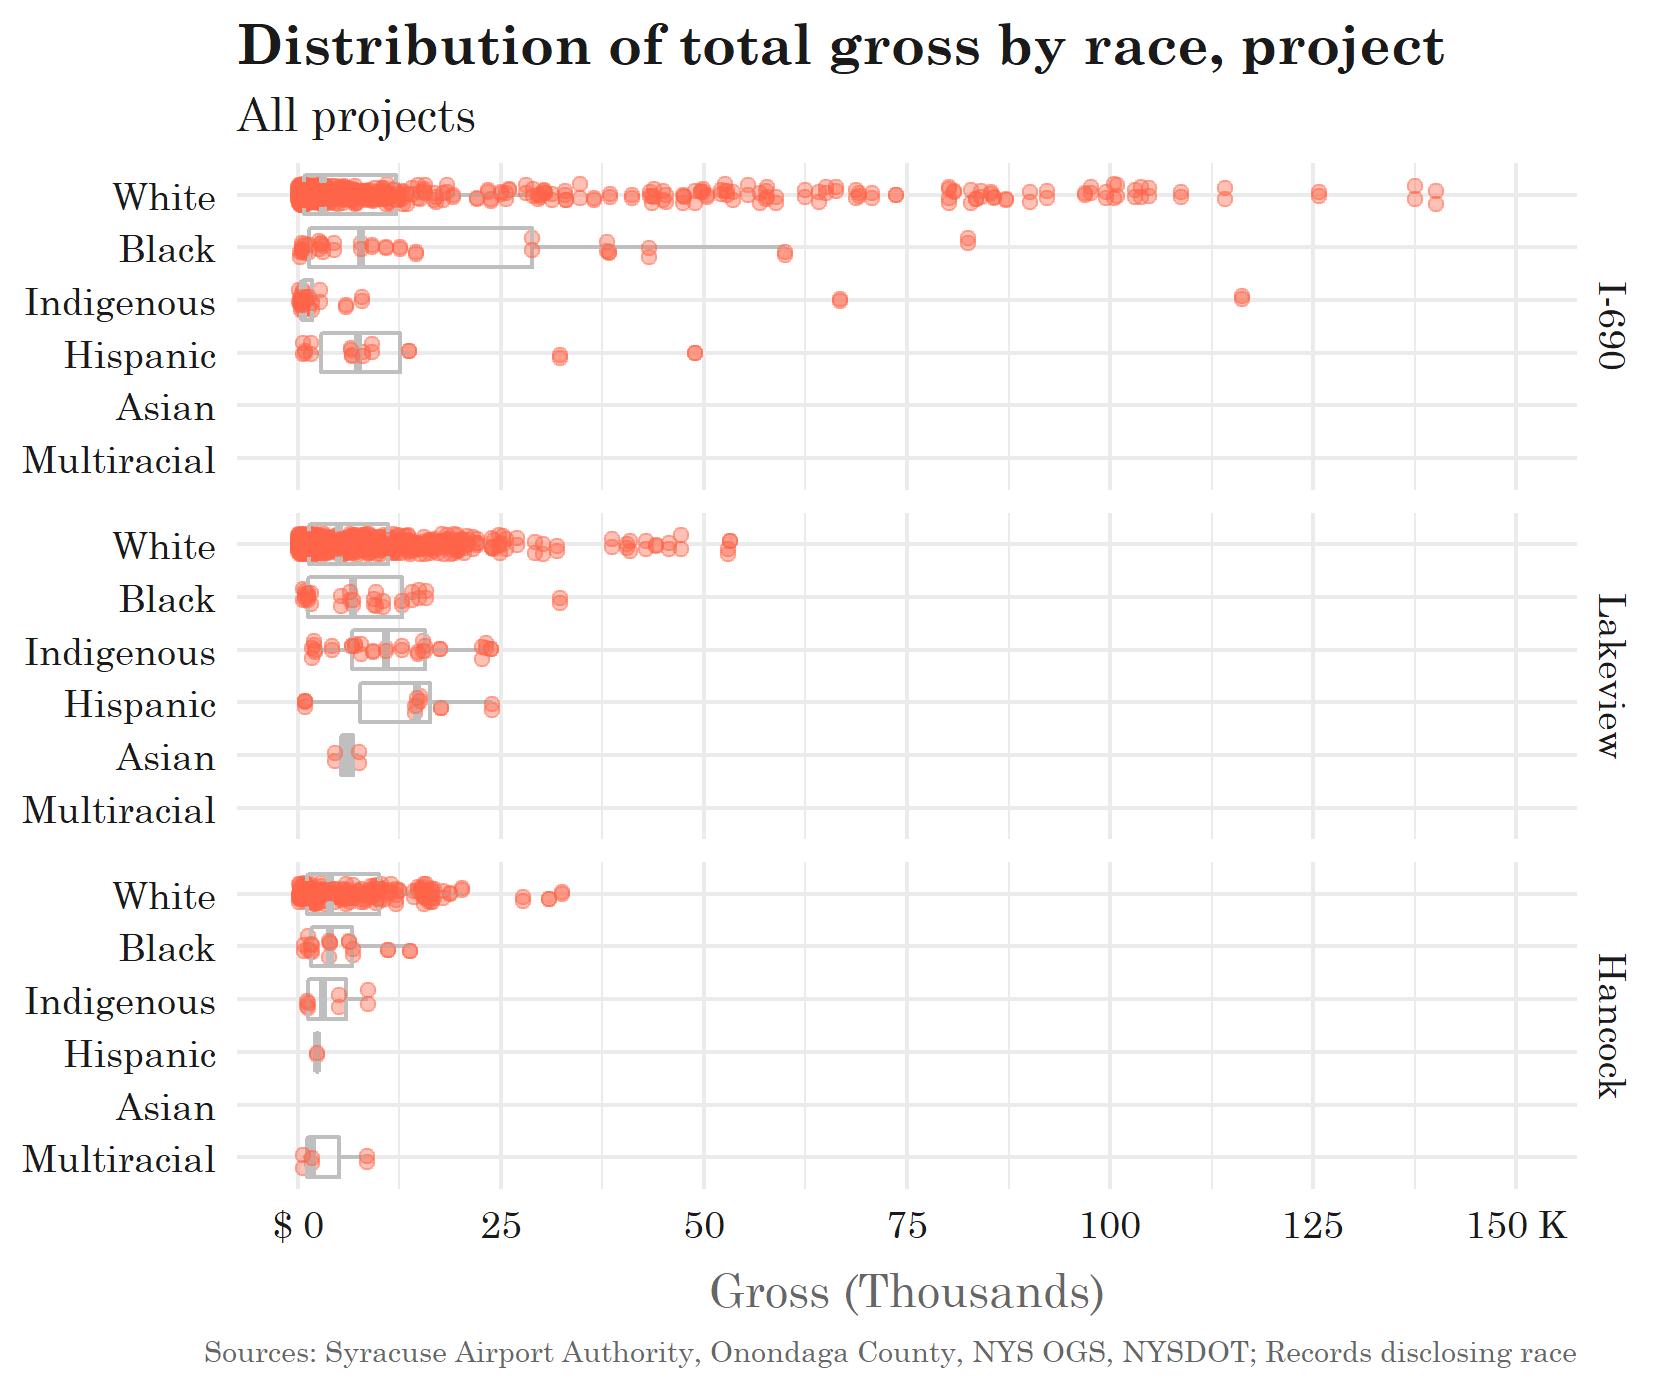 Distribution of total gross by race, project
All projects
White
Black
Indigenous
Hispanic
Asian
Multiracial
I-690
White
Black
Indigenous
Hispanic
Asian
Multiracial
Lakeview
White
Black
Indigenous
Hispanic
Asian
Multiracial
Hancock
$ 0 25 50 75 100 125 150 K
Gross (Thousands)
Sources: Syracuse Airport Authority, Onondaga County, NYS OGS, NYSDOT; Records disclosing race